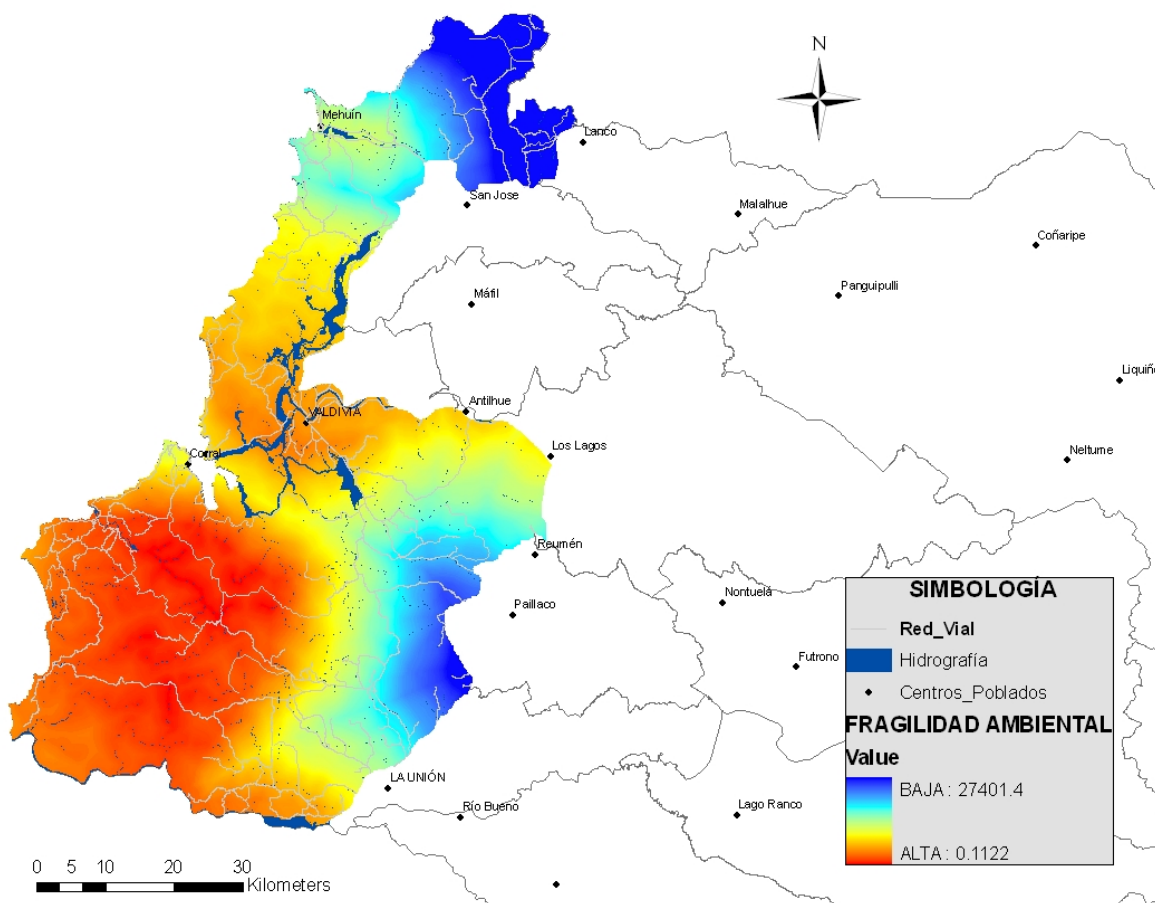 N
Mehuín
Lanco
San Jose
Malalhue
Coñaripe
Panguipulli
Máfil
Liquiñe
Antilhue
VALDIVIA
Los Lagos
Corral
Neltume
Reumén
Nontuelá
Paillaco
Futrono
LA UNIÓN
Río Bueno
Lago Ranco
SIMBOLOGÍA
Red_Vial
Hidrografía
Centros_Poblados
FRAGILIDAD AMBIENTAL
Value
BAJA : 27401.4
ALTA : 0.1122
0 5 10 20 30
Kilometers